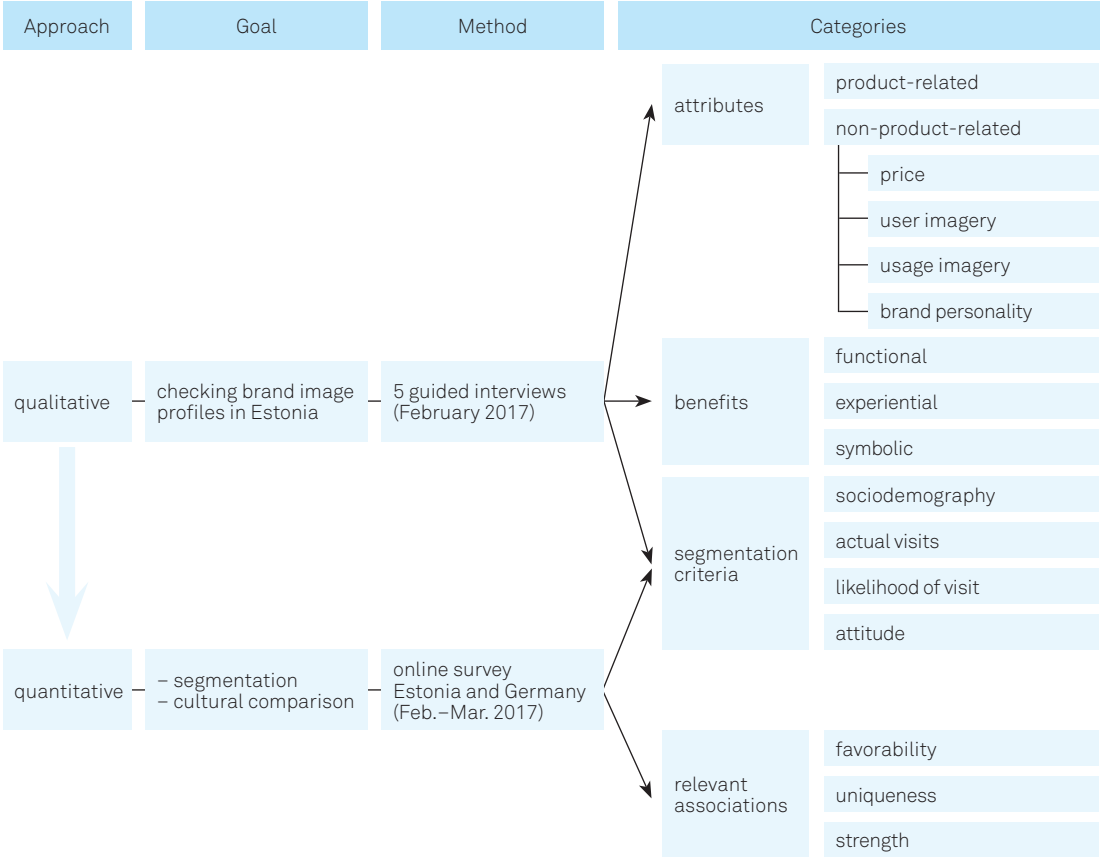 Approach
Goal
Method
Categories
attributes
product-related
non-product-related
price
user imagery
usage imagery
brand personality
qualitative
checking brand image
profiles in Estonia
5 guided interviews
(February 2017)
benefits
functional
experiential
symbolic
segmentation
criteria
sociodemography
actual visits
likelihood of visit
attitude
quantitative
– segmentation
– cultural comparison
online survey
Estonia and Germany
(Feb.–Mar. 2017)
relevant
associations
favorability
uniqueness
strength